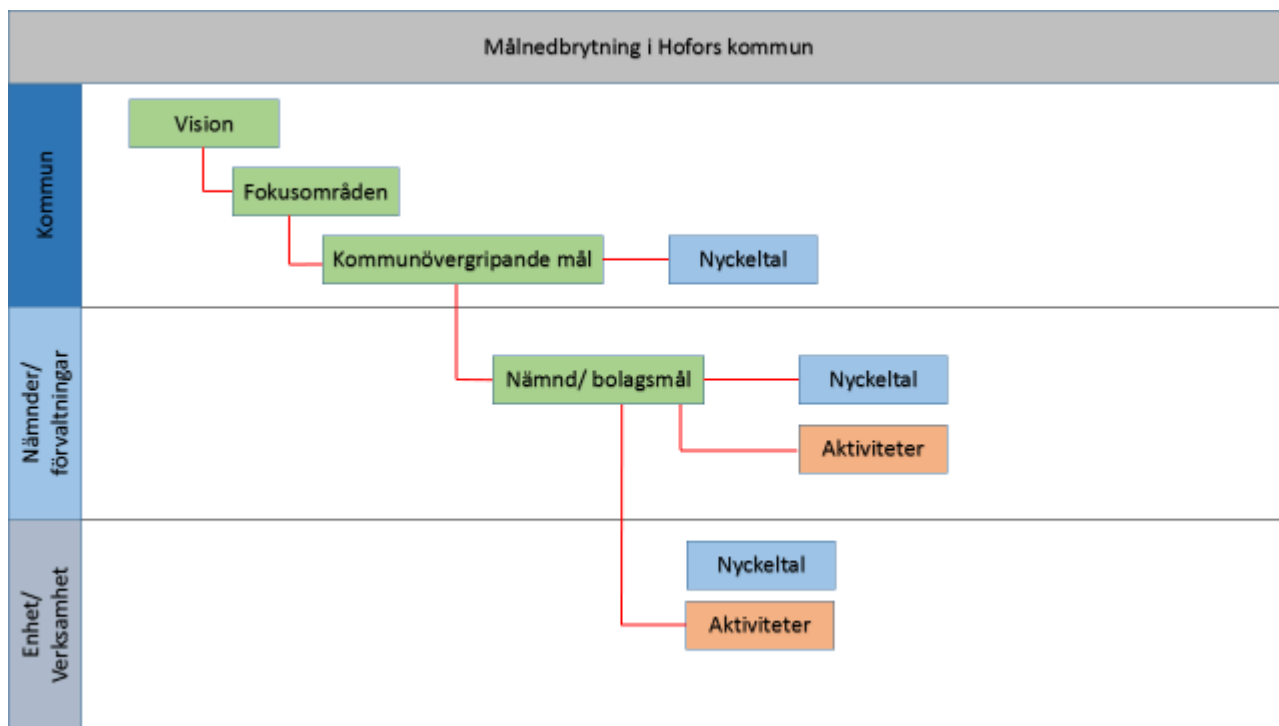 Målnedbrytning i Hofors kommun
Kommun
Vision
Fokusområden
Kommunövergripande mål
Nyckeltal
Nämnder/
förvaltningar
Nämnd/ bolagsmål
Nyckeltal
Aktiviteter
Enhet/
Verksamhet
Nyckeltal
Aktiviteter